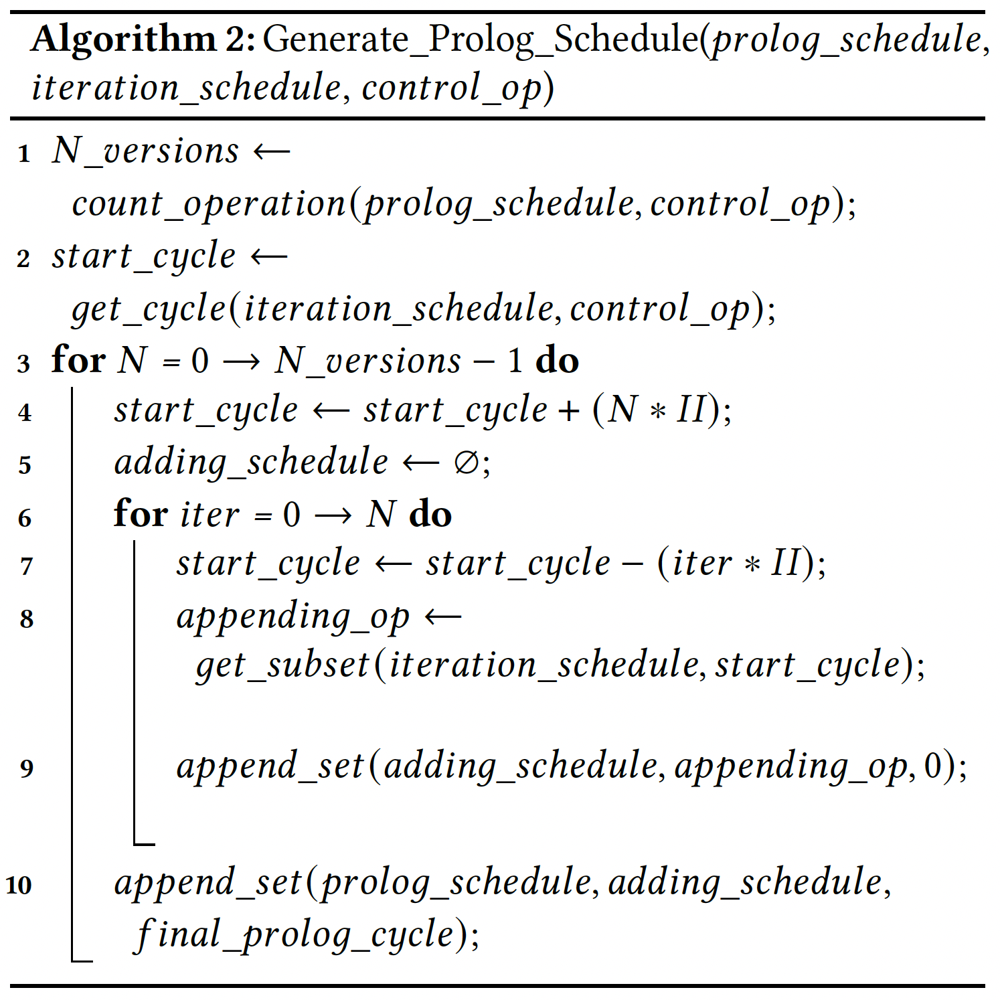 Algorithm 2: Generate_Prolog_Schedule(prolog_schedule,
iteration_schedule, control_op)
1 N_versions ←
count_operation(prolog_schedule, control_op);
2 start_cycle ←
get_cycle(iteration_schedule, control_op);
3 for N = 0 → N_versions − 1 do
4 start_cycle ← start_cycle + (N ∗ II);
5 adding_schedule ← ∅;
6 for iter = 0 → N do
7 start_cycle ← start_cycle − (iter ∗ II);
8 appending_op ←
get_subset(iteration_schedule, start_cycle);
9 append_set(adding_schedule, appending_op, 0);
10 append_set(prolog_schedule, adding_schedule,
final_prolog_cycle);